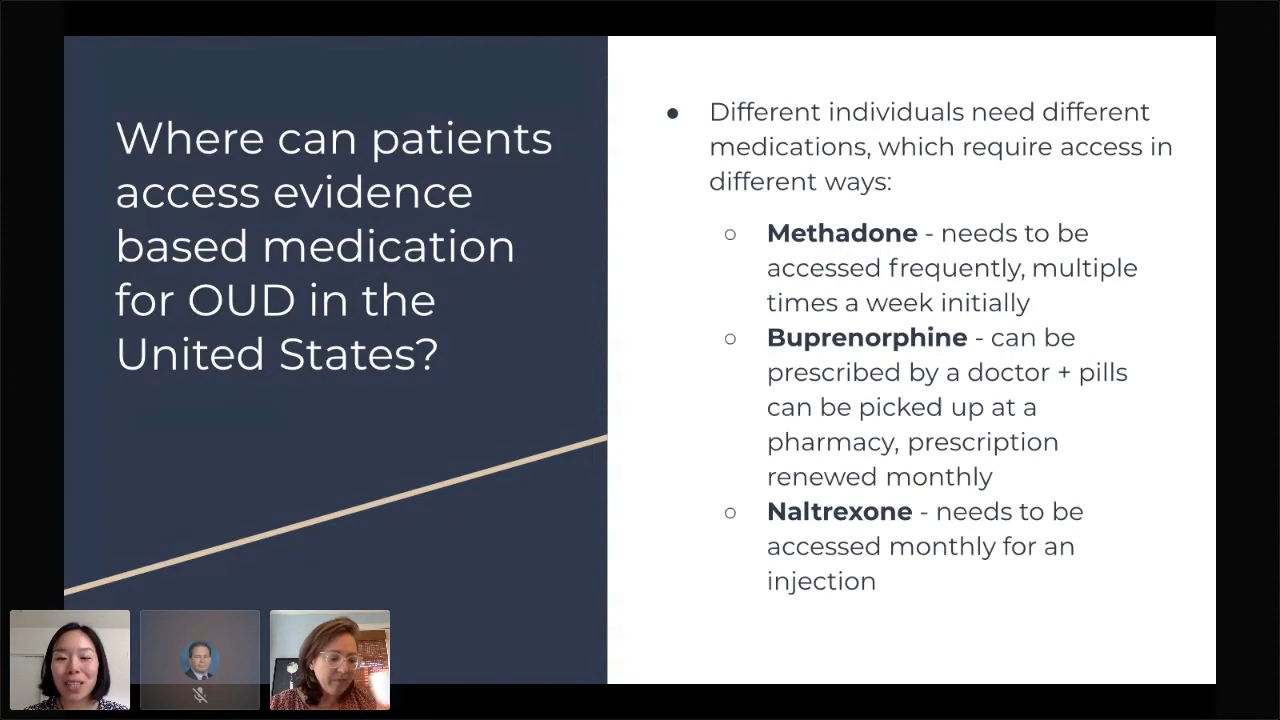 Where can patients
access evidence
based medication
for OUD in the
United States?
● Different individuals need different
medications, which require access in
different ways:
○ Methadone - needs to be
accessed frequently, multiple
times a week initially
○ Buprenorphine - can be
prescribed by a doctor + pills
can be picked up at a
pharmacy, prescription
renewed monthly
○ Naltrexone - needs to be
accessed monthly for an
injection